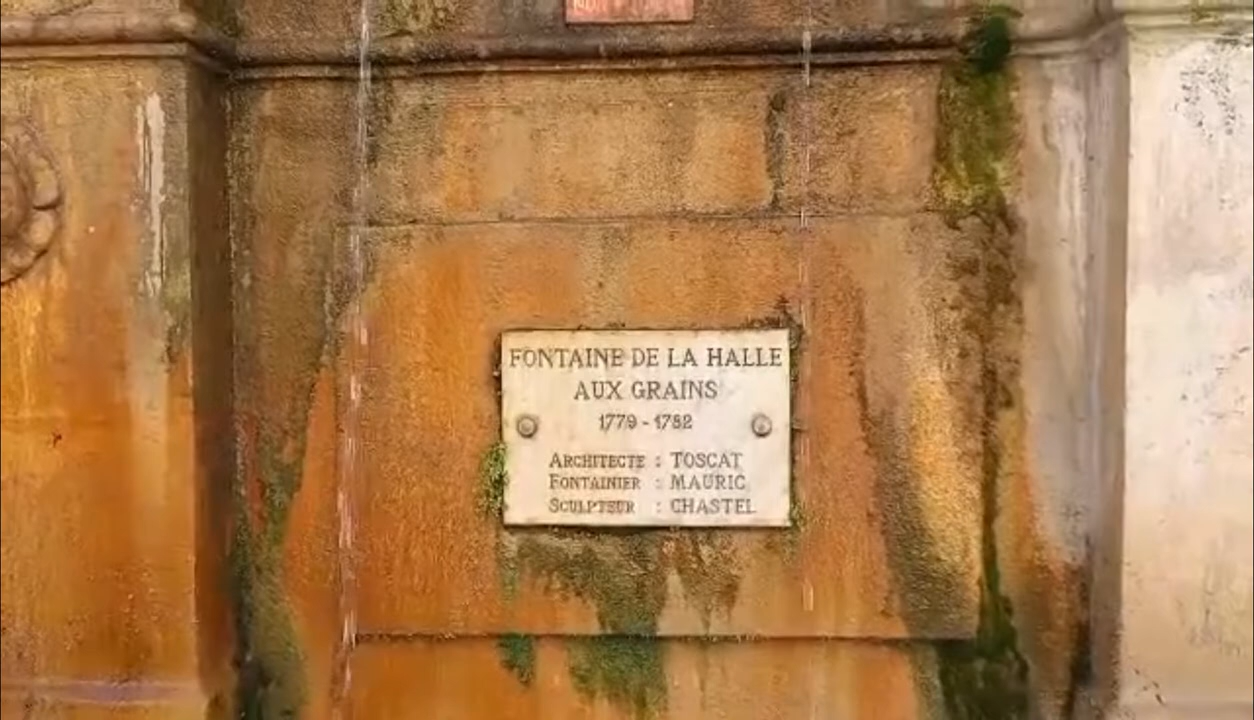 FONTAINE DE LA HALLE
AUX GRAINS
1779 - 1782
ARCHITECTE : TOSCAT
FONTAINIER : MAURIC
SCULPTEUR : CHASTEL